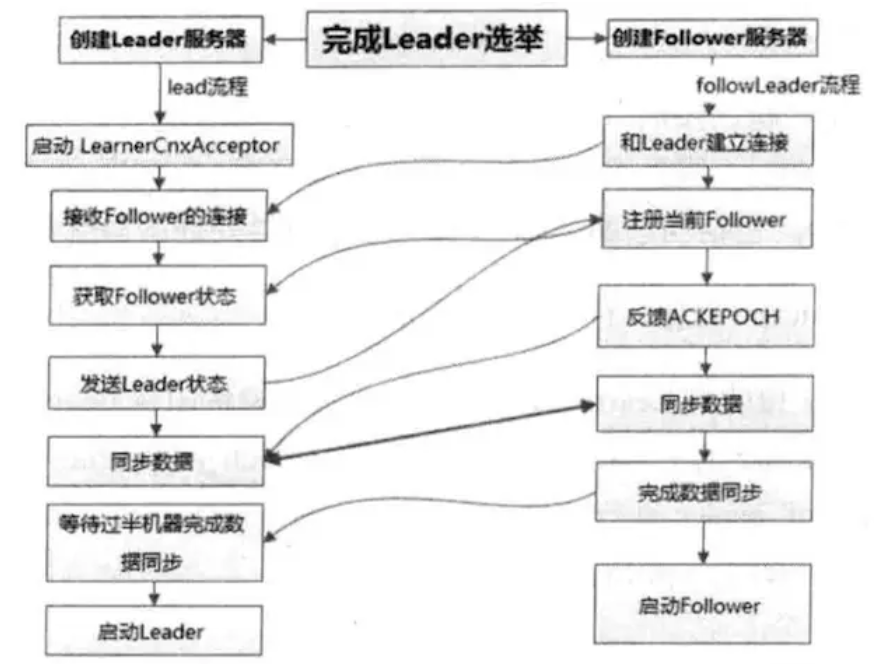 完成Leader选举
创建Leader服务器
lead流程
启动 LearnerCnxAcceptor
接收Follower的连接
获取Follower状态
发送Leader状态
同步数据
等待过半机器完成数
据同步
启动Leader
创建Follower服务器
followLeader流程
和Leader建立连接
注册当前Follower
反馈ACKEPOCH
同步数据
完成数据同步
启动Follower